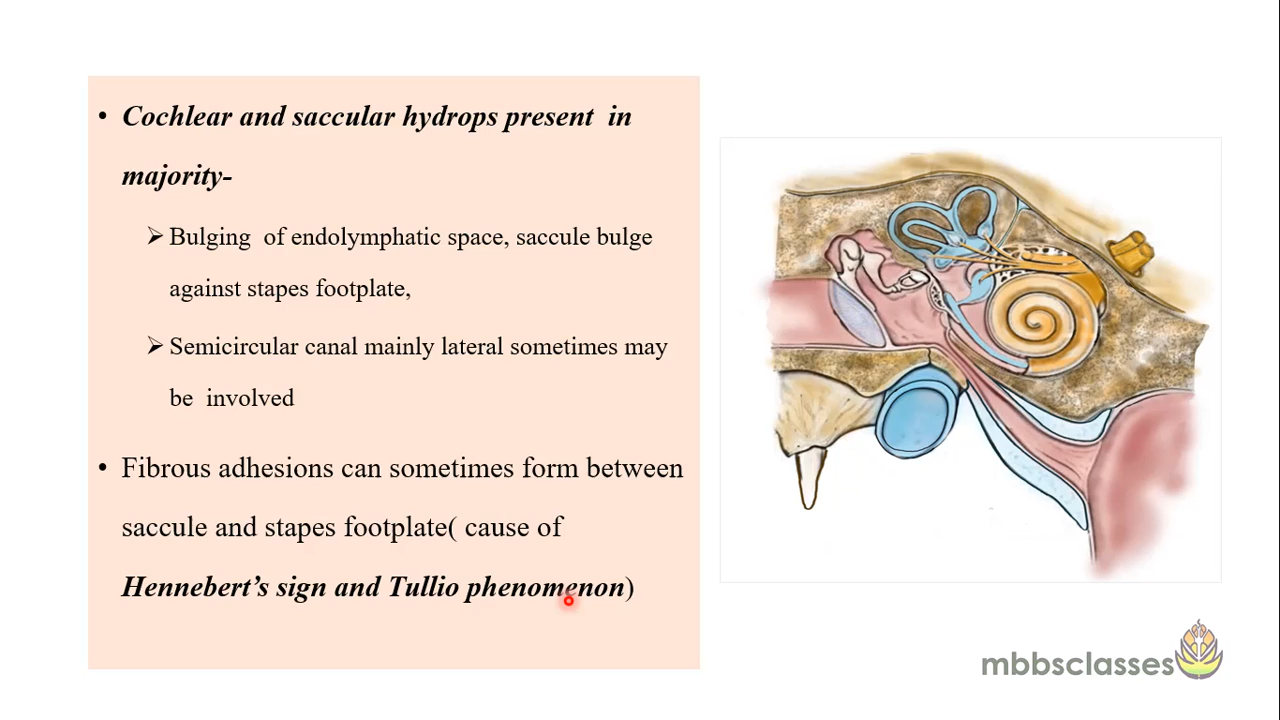 • Cochlear and saccular hydrops present in
majority-
➢ Bulging of endolymphatic space, saccule bulge
against stapes footplate,
➢ Semicircular canal mainly lateral sometimes may
be involved
• Fibrous adhesions can sometimes form between
saccule and stapes footplate( cause of
Hennebert’s sign and Tullio phenomenon)
mbbsclasses